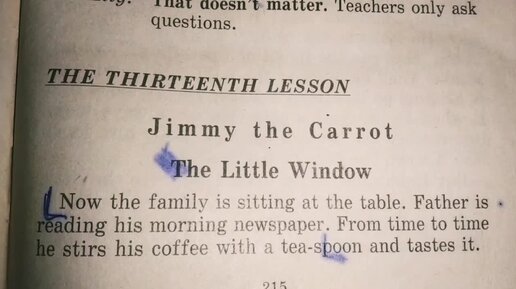 That doesn't matter. Teachers only ask
questions.
THE THIRTEENTH LESSON
Jimmy the Carrot
The Little Window
Now the family is sitting at the table. Father is
reading his morning newspaper. From time to time
he stirs his coffee with a tea-spoon and tastes it.
215